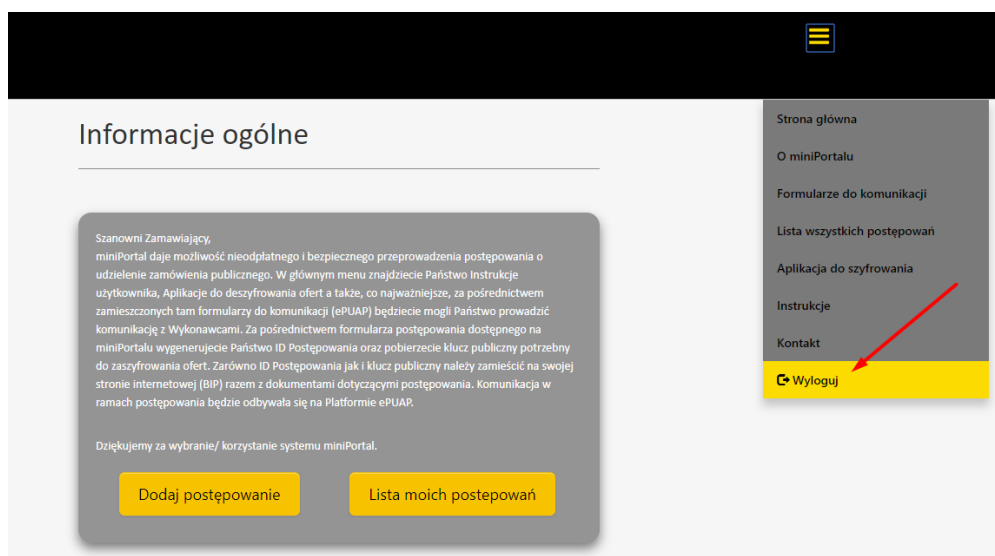 Informacje ogólne
Szanowni Zamawiający,
miniPortal daje możliwość nieodpłatnego i bezpiecznego przeprowadzenia postępowania o
udzielenie zamówienia publicznego. W głównym menu znajdziecie Państwo Instrukcje
użytkownika, Aplikacje do deszyfrowania ofert a także, co najważniejsze, za pośrednictwem
zamieszczonych tam formularzy do komunikacji (ePUAP) będziecie mogli Państwo prowadzić
komunikację z Wykonawcami. Za pośrednictwem formularza postępowania dostępnego na
miniPortalu wygenerujecie Państwo ID Postępowania oraz pobierzecie klucz publiczny potrzebny
do zaszyfrowania ofert. Zarówno ID Postępowania jak i klucz publiczny należy zamieścić na swojej
stronie internetowej (BIP) razem z dokumentami dotyczącymi postępowania. Komunikacja w
ramach postępowania będzie odbywała się na Platformie ePUAP.
Dziękujemy za wybranie/ korzystanie systemu miniPortal.
Dodaj postępowanie
Lista moich postepowań
Strona główna
O miniPortalu
Formularze do komunikacji
Lista wszystkich postępowań
Aplikacja do szyfrowania
Instrukcje
Kontakt
Wyloguj